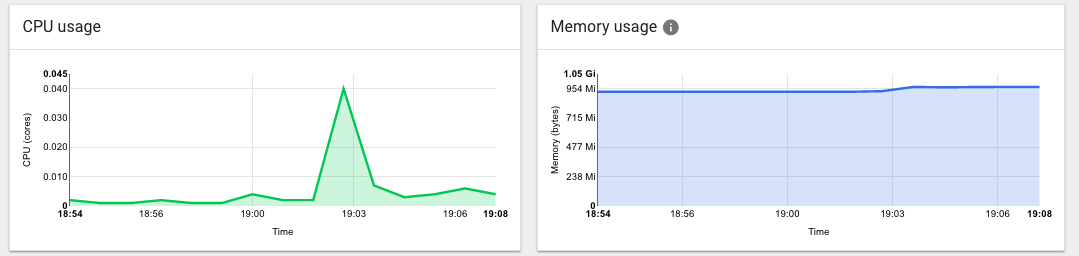 CPU usage
0.045
0.040
0.030
0.020
0.010
0
CPU (cores)
18:54
18:56
19:00
19:03
19:06
19:08
Time
Memory usage
1.05 Gi
954 Mi
715 Mi
477 Mi
238 Mi
0
Memory (bytes)
18:54
18:56
19:00
19:03
19:06
19:08
Time